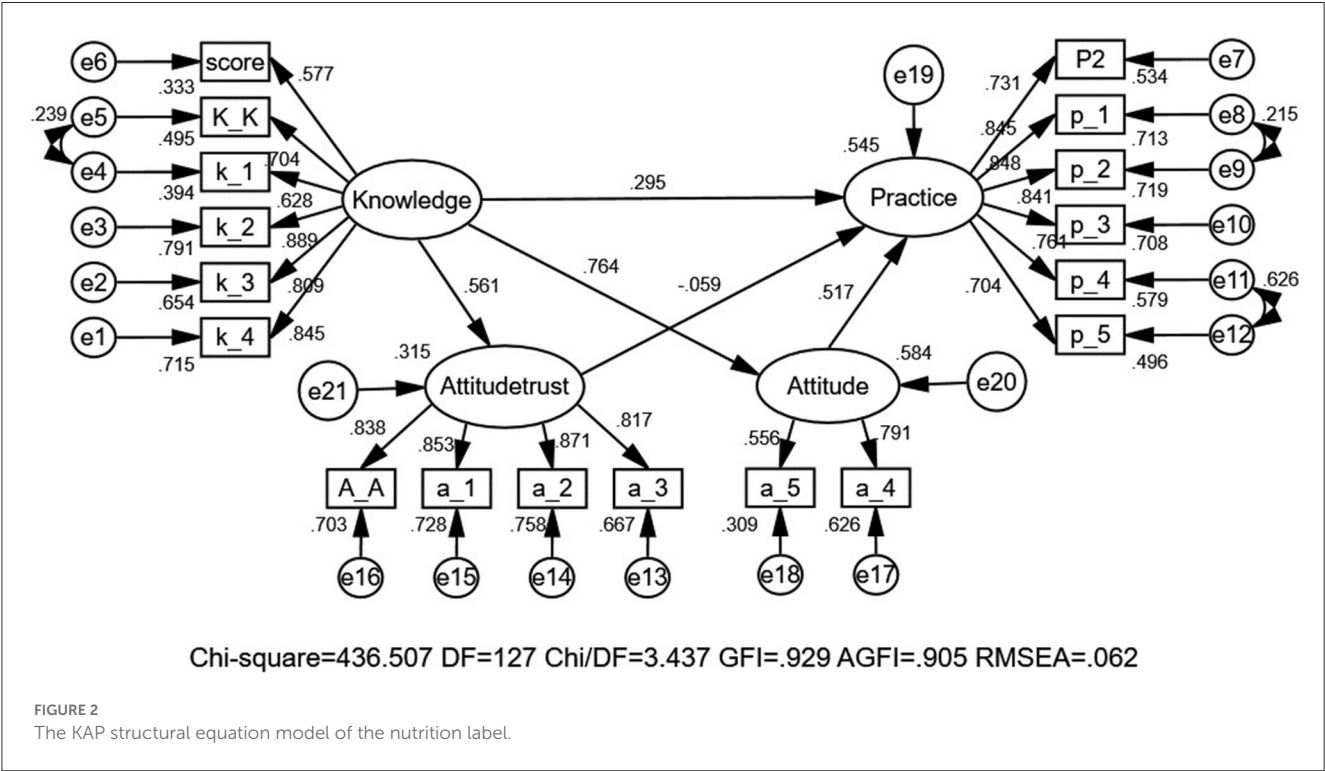 e6 score .577 e19 P2 e7
.333 .731 .534
.239 e5 K_K .845 p_1 e8 .215
.495 .704 .545 .848 .713
e4 k_1 p_2 e9
.394 .628 Knowledge .295 Practice .841 .719
e3 k_2 .889 p_3 e10
.791 .761 .708
e2 k_3 .809 .561 .764 -.059 .517 .704 p_4 e11 .626
.654 .579
e1 k_4 .845 p_5 e12
.715 .315 .584 .496
e21 Attitudetrust Attitude e20
.838 .853 .871 .817 .556 .791
A_A a_1 a_2 a_3 a_5 a_4
.703 .728 .758 .667 .309 .626
e16 e15 e14 e13 e18 e17
Chi-square=436.507 DF=127 Chi/DF=3.437 GFI=.929 AGFI=.905 RMSEA=.062
FIGURE 2
The KAP structural equation model of the nutrition label.